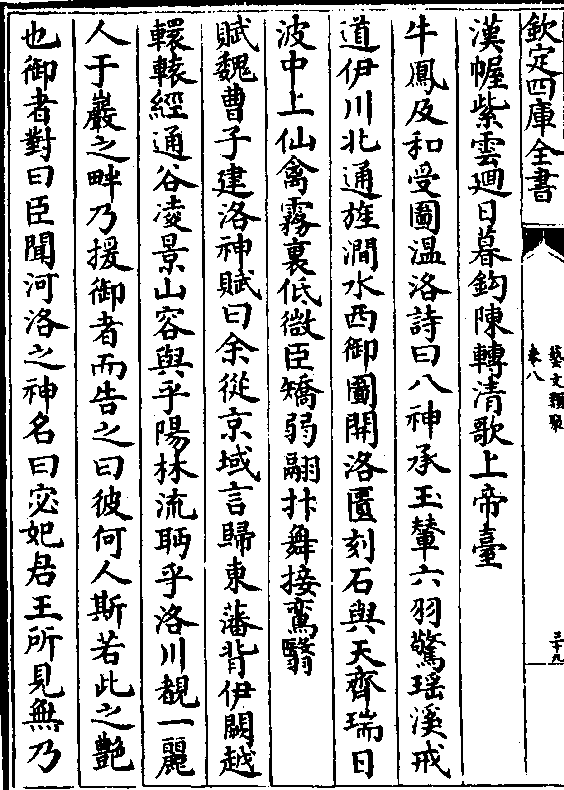 欽定四庫全書
藝文類聚
卷八
三十九
漢幄紫雲廻日暮鈎陳轉清歌上帝臺
牛鳳及和受圖温洛詩曰八神承玉輦六羽驚瑶溪戒
道伊川北通旌澗水西御圖開洛匱刻石與天齊瑞日
波中上仙禽霧裏低微臣矯弱翮抃舞接鸞翳
賦魏曹子建洛神賦曰余從京域言歸東藩背伊闕越
轘轅經通谷凌景山容與乎陽林流眄乎洛川覩一麗
人于巖之畔乃援御者而告之曰彼何人斯若此之艶
也御者對曰臣聞河洛之神名曰宓妃君王所見無乃